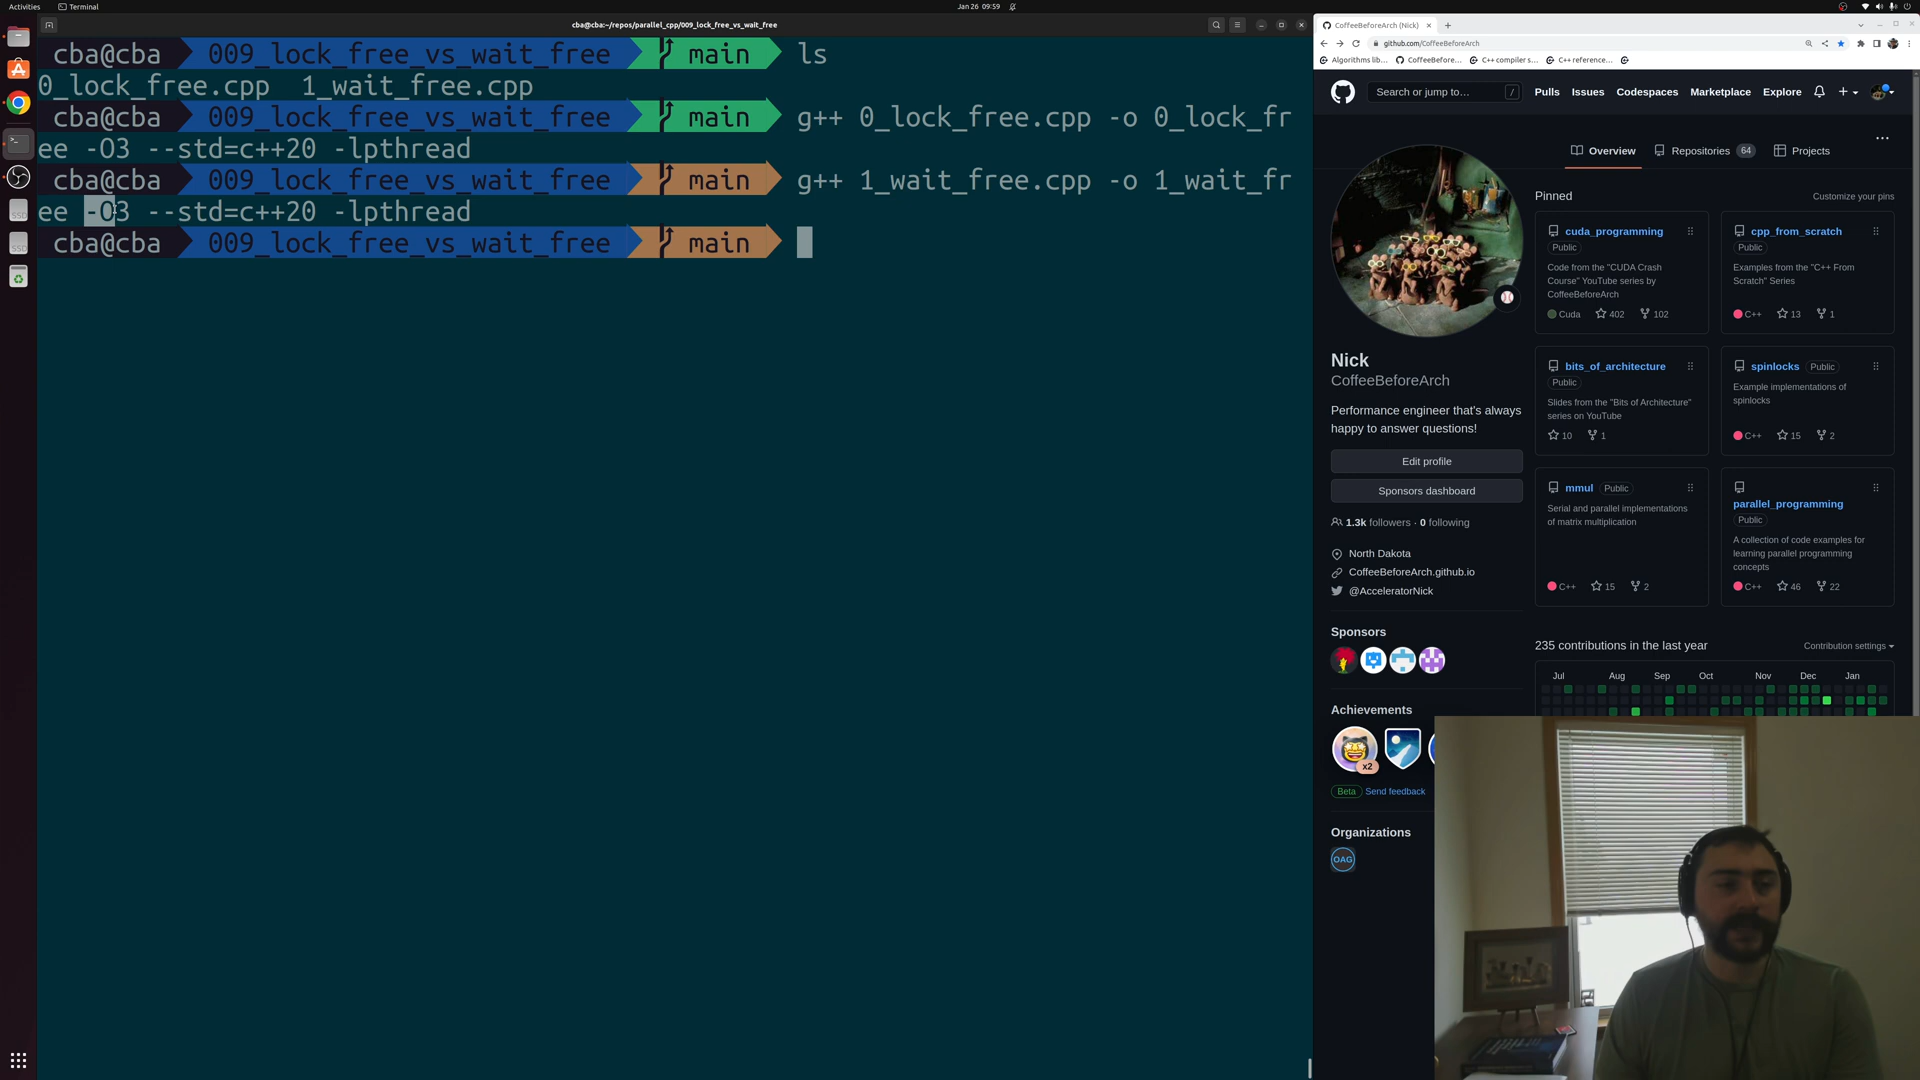 Activities
Terminal
Jan 26 09:59
cba@cba:~/repos/parallel_cpp/009_lock_free_vs_wait_free
cba@cba 009_lock_free_vs_wait_free main ls
0_lock_free.cpp 1_wait_free.cpp
cba@cba 009_lock_free_vs_wait_free main g++ 0_lock_free.cpp -o 0_lock_fr
ee -O3 --std=c++20 -lpthread
cba@cba 009_lock_free_vs_wait_free main g++ 1_wait_free.cpp -o 1_wait_fr
ee -O3 --std=c++20 -lpthread
cba@cba 009_lock_free_vs_wait_free main
CoffeeBeforeArch (Nick)
github.com/CoffeeBeforeArch
Algorithms lib...
CoffeeBefore...
C++ compiler s...
C++ reference...
Search or jump to...
/
Pulls
Issues
Codespaces
Marketplace
Explore
Overview
Repositories 64
Projects
Nick
CoffeeBeforeArch
Performance engineer that's always
happy to answer questions!
Edit profile
Sponsors dashboard
1.3k followers · 0 following
North Dakota
CoffeeBeforeArch.github.io
@AcceleratorNick
Sponsors
Achievements
x2
Beta Send feedback
Organizations
OAG
Pinned
Customize your pins
cuda_programming
Public
Code from the "CUDA Crash
Course" YouTube series by
CoffeeBeforeArch
Cuda 402 102
cpp_from_scratch
Public
Examples from the "C++ From
Scratch" Series
C++ 13 1
bits_of_architecture
Public
Slides from the "Bits of Architecture"
series on YouTube
10 1
spinlocks Public
Example implementations of
spinlocks
C++ 15 2
mmul Public
Serial and parallel implementations
of matrix multiplication
C++ 15 2
parallel_programming
Public
A collection of code examples for
learning parallel programming
concepts
C++ 46 22
235 contributions in the last year
Contribution settings
Jul Aug Sep Oct Nov Dec Jan